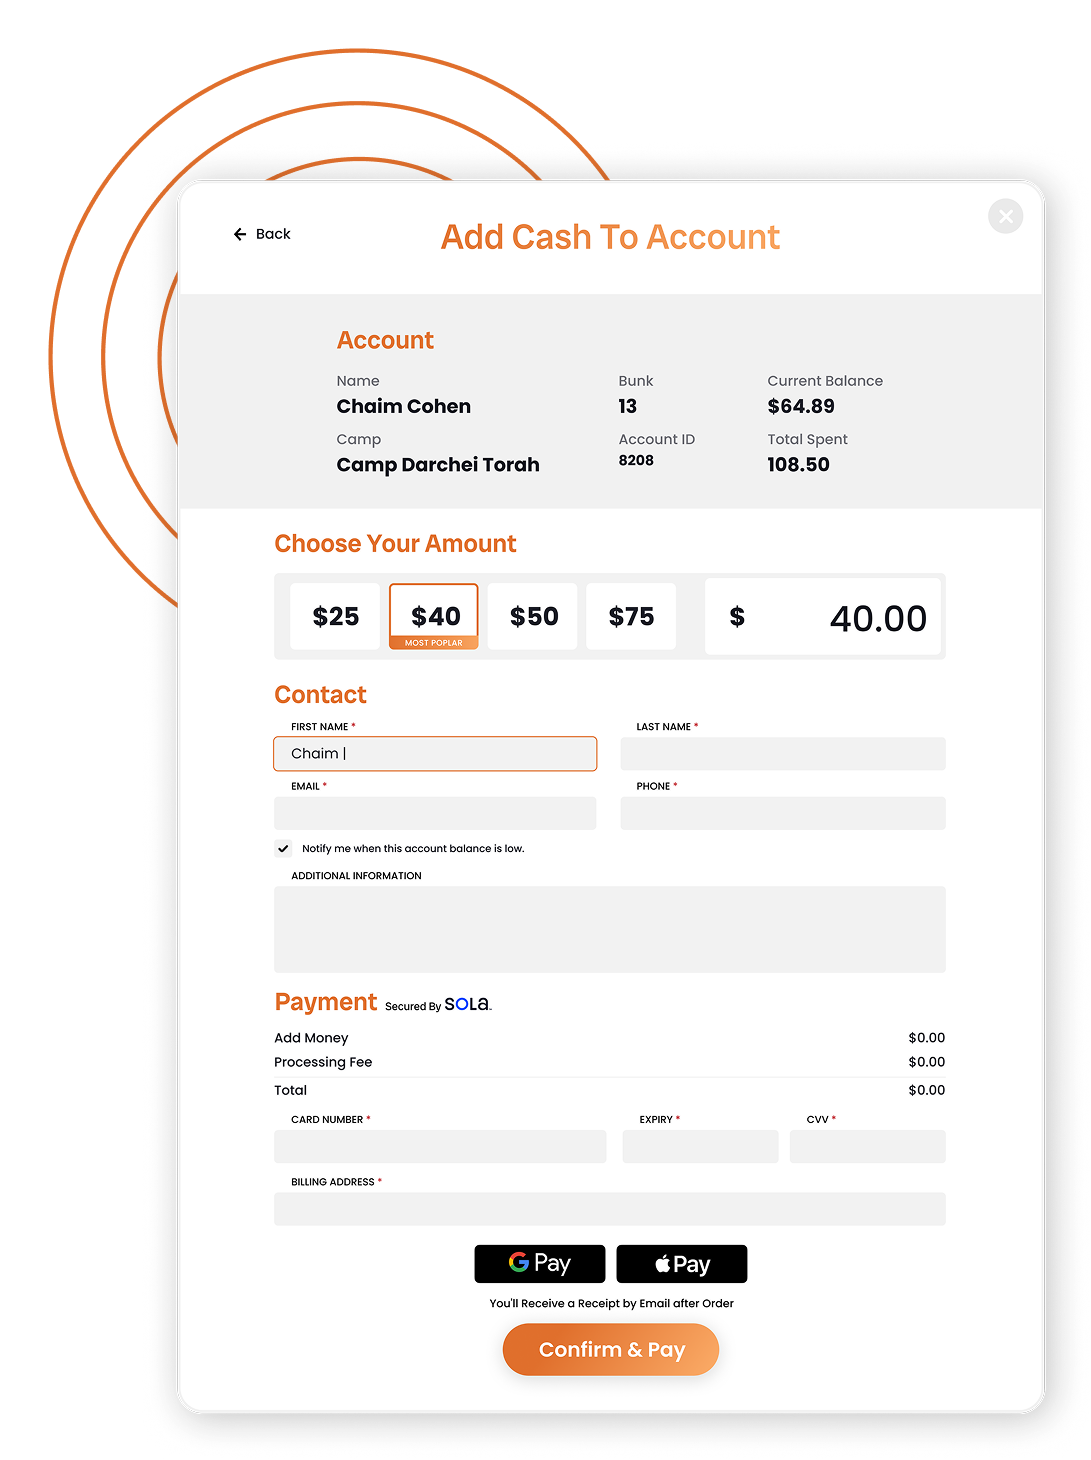 Back
Add Cash To Account
Account
Name Bunk Current Balance
Chaim Cohen 13 $64.89
Camp Account ID Total Spent
Camp Darchei Torah 8208 108.50
Choose Your Amount
$25 $40 $50 $75 $ 40.00
MOST POPLAR
Contact
FIRST NAME * LAST NAME *
Chaim |
EMAIL * PHONE *
Notify me when this account balance is low.
ADDITIONAL INFORMATION
Payment Secured By SOLa
Add Money $0.00
Processing Fee $0.00
Total $0.00
CARD NUMBER * EXPIRY * CVV *
BILLING ADDRESS *
G Pay Pay
You'll Receive a Receipt by Email after Order
Confirm & Pay